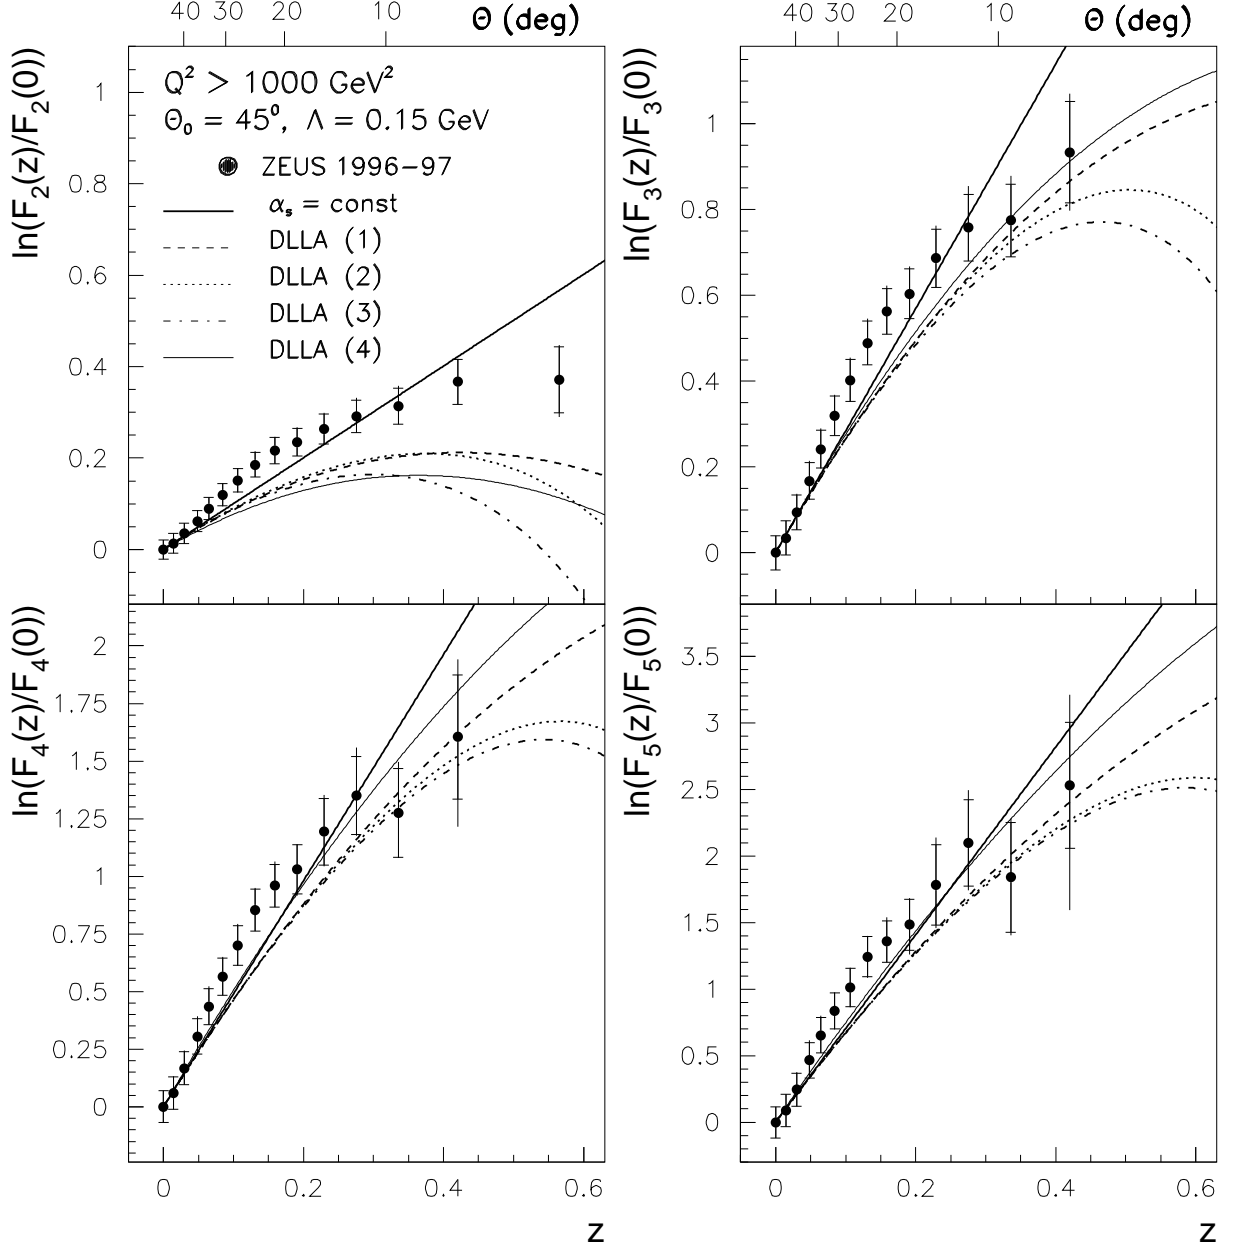 40 30 20 10 Θ (deg)
40 30 20 10 Θ (deg)
ln(F₂(z)/F₂(0))
1
0.8
0.6
0.4
0.2
0
Q² > 1000 GeV²
Θ₀ = 45⁰, Λ = 0.15 GeV
ZEUS 1996-97
αₛ = const
DLLA (1)
DLLA (2)
DLLA (3)
DLLA (4)
ln(F₃(z)/F₃(0))
1
0.8
0.6
0.4
0.2
0
ln(F₄(z)/F₄(0))
2
1.75
1.5
1.25
1
0.75
0.5
0.25
0
0 0.2 0.4 0.6
z
ln(F₅(z)/F₅(0))
3.5
3
2.5
2
1.5
1
0.5
0
0 0.2 0.4 0.6
z